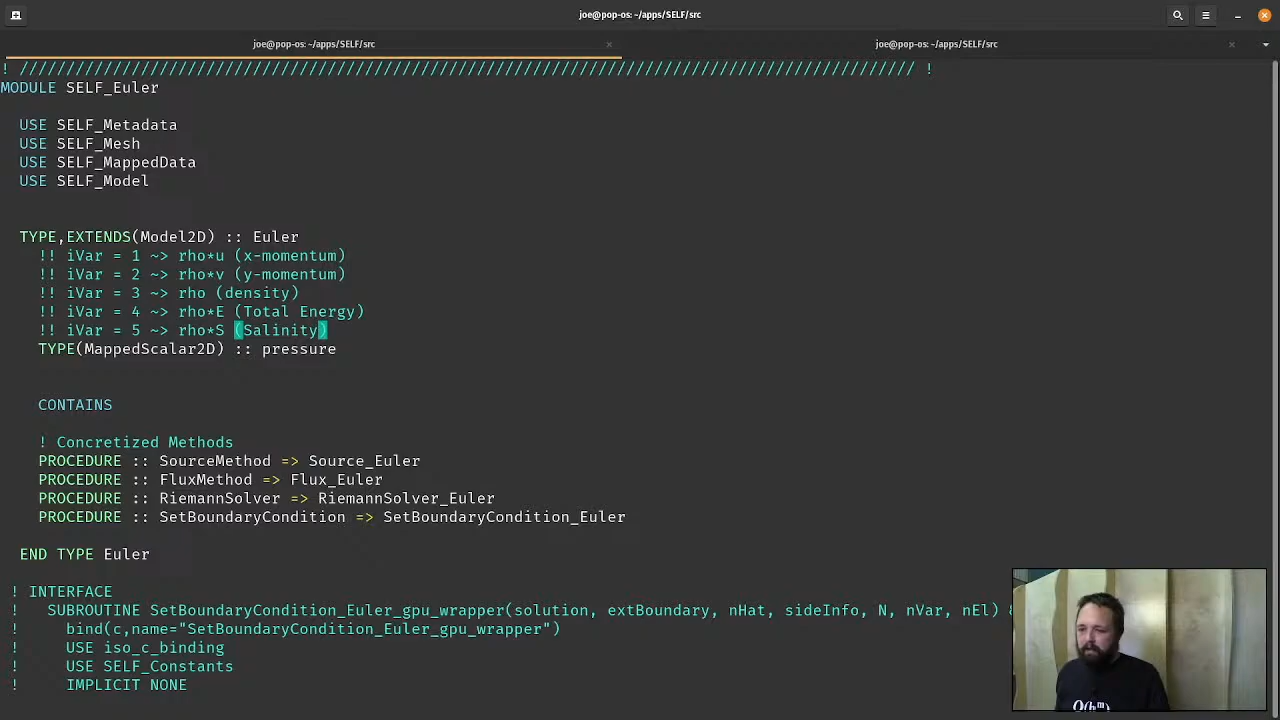 joe@pop-os: ~/apps/SELF/src
joe@pop-os: ~/apps/SELF/src
joe@pop-os: ~/apps/SELF/src
! //////////////////////////////////////////////////////////////////////////////////////////////// !
MODULE SELF_Euler
USE SELF_Metadata
USE SELF_Mesh
USE SELF_MappedData
USE SELF_Model
TYPE,EXTENDS(Model2D) :: Euler
!! iVar = 1 ~> rho*u (x-momentum)
!! iVar = 2 ~> rho*v (y-momentum)
!! iVar = 3 ~> rho (density)
!! iVar = 4 ~> rho*E (Total Energy)
!! iVar = 5 ~> rho*S (Salinity)
TYPE(MappedScalar2D) :: pressure
CONTAINS
! Concretized Methods
PROCEDURE :: SourceMethod => Source_Euler
PROCEDURE :: FluxMethod => Flux_Euler
PROCEDURE :: RiemannSolver => RiemannSolver_Euler
PROCEDURE :: SetBoundaryCondition => SetBoundaryCondition_Euler
END TYPE Euler
! INTERFACE
! SUBROUTINE SetBoundaryCondition_Euler_gpu_wrapper(solution, extBoundary, nHat, sideInfo, N, nVar, nEl) &
! bind(c,name="SetBoundaryCondition_Euler_gpu_wrapper")
! USE iso_c_binding
! USE SELF_Constants
! IMPLICIT NONE